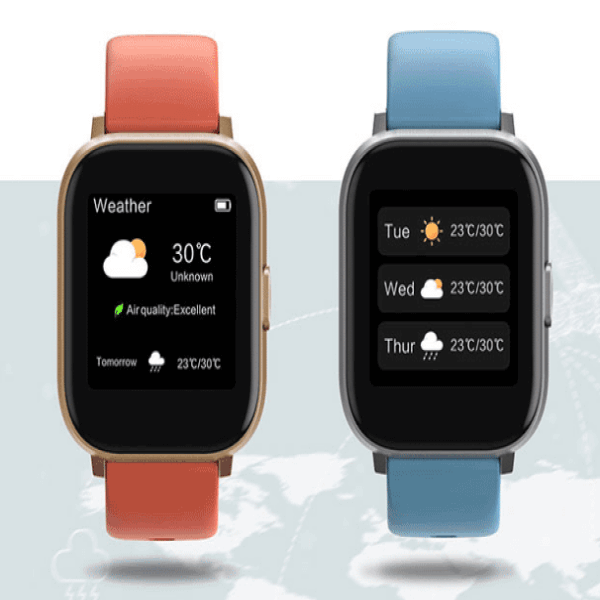 Weather
30℃
Unknown
Air quality:Excellent
Tomorrow 23℃/30℃
Tue 23℃/30℃
Wed 23℃/30℃
Thur 23℃/30℃